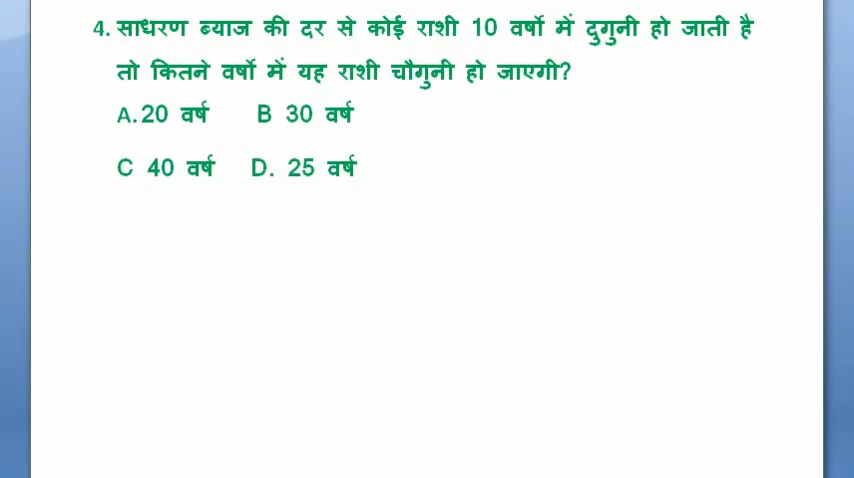 4. साधरण ब्याज की दर से कोई राशी 10 वर्षो में दुगुनी हो जाती है
तो कितने वर्षो में यह राशी चौगुनी हो जाएगी?
A.20 वर्ष B 30 वर्ष
C 40 वर्ष D. 25 वर्ष